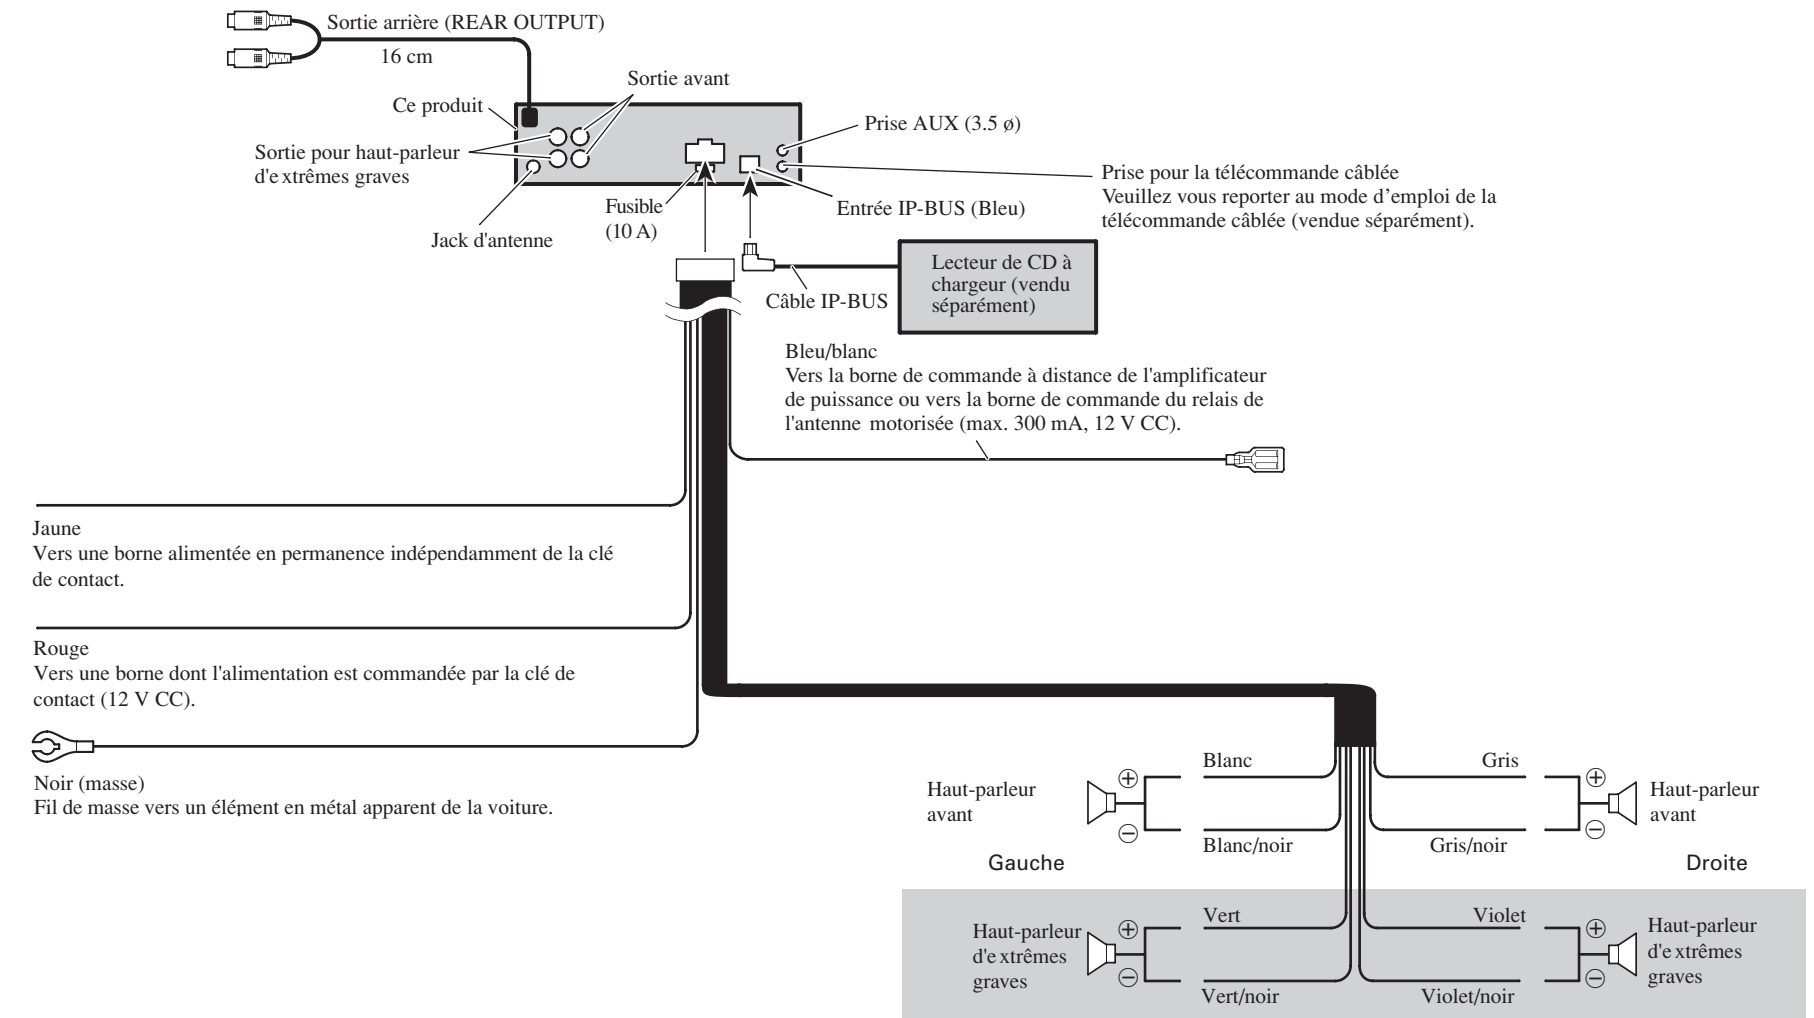 Sortie arrière (REAR OUTPUT)
16 cm
Sortie avant
Ce produit
Prise AUX (3.5 ø)
Sortie pour haut-parleur
d'e xtrêmes graves
Prise pour la télécommande câblée
Veuillez vous reporter au mode d’emploi de la
télécommande câblée (vendue séparément).
Fusible
(10 A)
Entrée IP-BUS (Bleu)
Jack d'antenne
Lecteur de CD à
chargeur (vendu
séparément)
Câble IP-BUS
Bleu/blanc
Vers la borne de commande à distance de l'amplificateur
de puissance ou vers la borne de commande du relais de
l'antenne motorisée (max. 300 mA, 12 V CC).
Jaune
Vers une borne alimentée en permanence indépendamment de la clé
de contact.
Rouge
Vers une borne dont l'alimentation est commandée par la clé de
contact (12 V CC).
Noir (masse)
Fil de masse vers un élément en métal apparent de la voiture.
Haut-parleur
avant
⊕
⊖
Blanc
Blanc/noir
Gris
Gris/noir
⊕
⊖
Haut-parleur
avant
Gauche
Droite
Haut-parleur
d'e xtrêmes
graves
⊕
⊖
Vert
Vert/noir
Violet
Violet/noir
⊕
⊖
Haut-parleur
d'e xtrêmes
graves